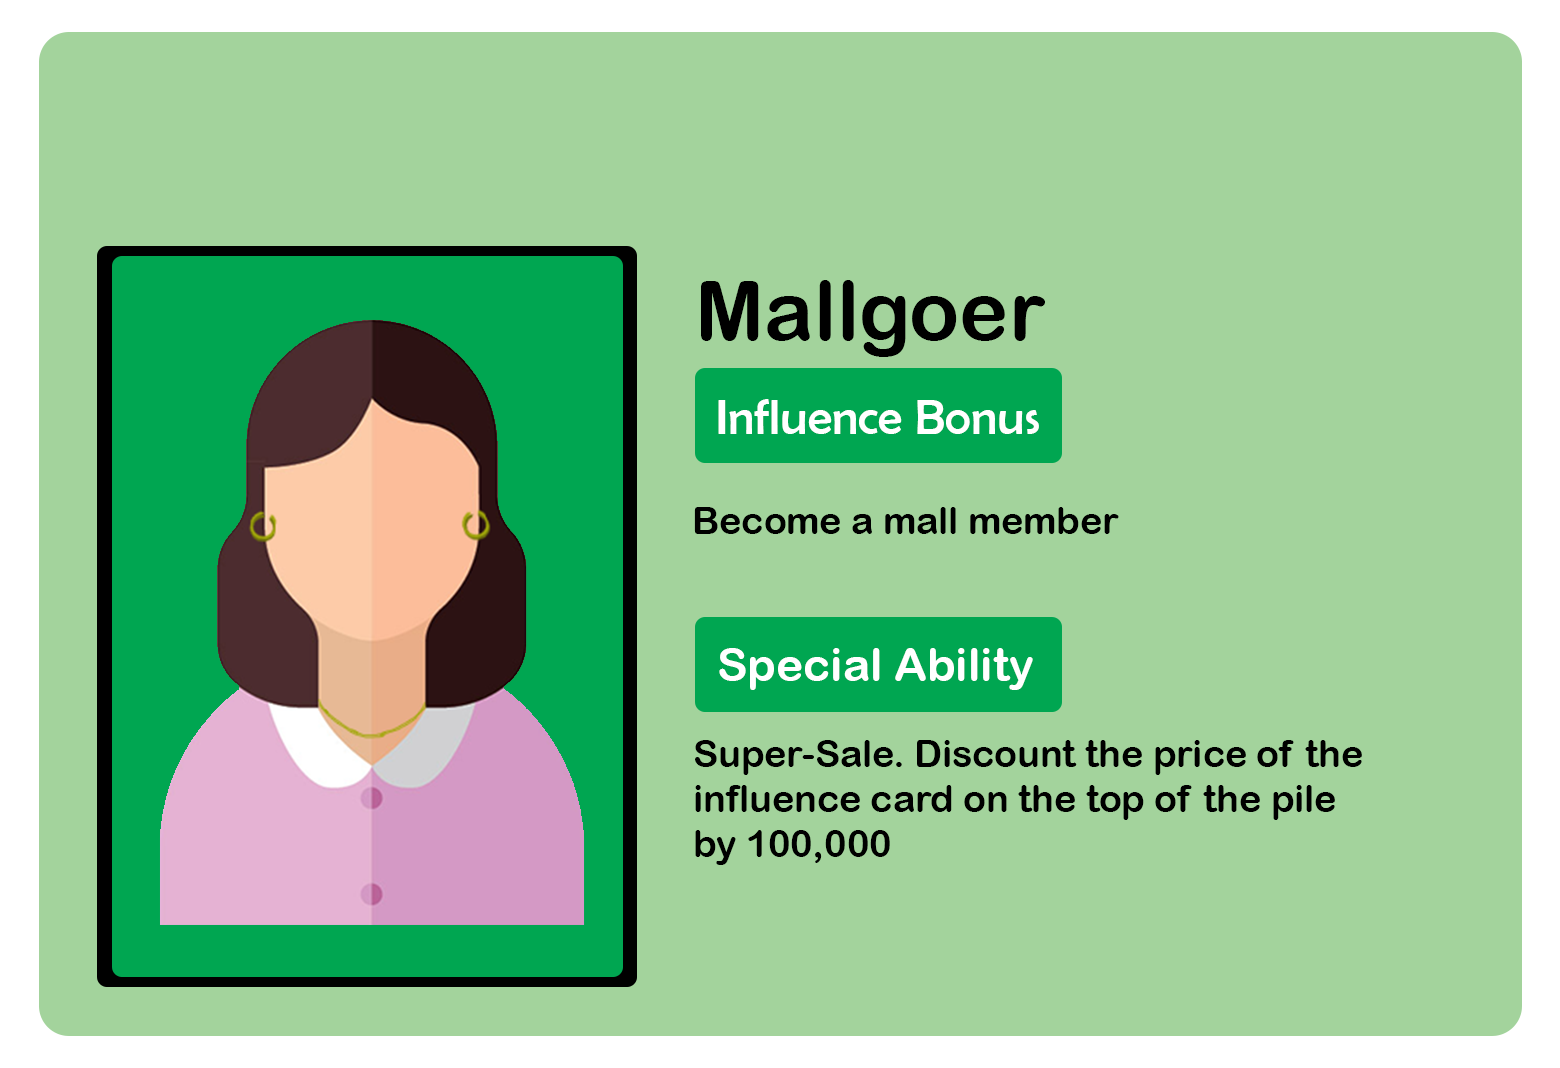 Mallgoer
Influence Bonus
Become a mall member
Special Ability
Super-Sale. Discount the price of the
influence card on the top of the pile
by 100,000